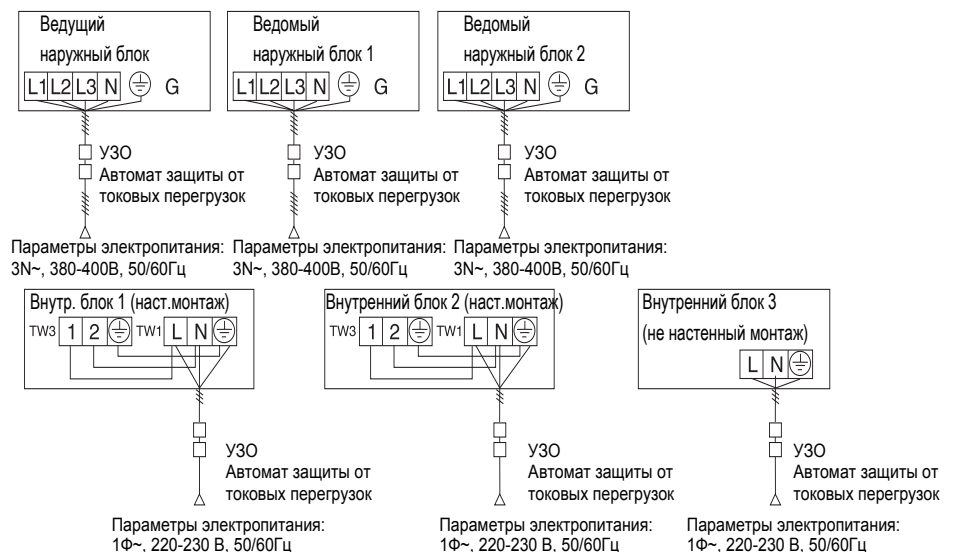 Ведущий
наружный блок
L1 L2 L3 N G
УЗО
Автомат защиты от
токовых перегрузок
Параметры электропитания:
3N~, 380-400В, 50/60Гц
Ведомый
наружный блок 1
L1 L2 L3 N G
УЗО
Автомат защиты от
токовых перегрузок
Параметры электропитания:
3N~, 380-400В, 50/60Гц
Ведомый
наружный блок 2
L1 L2 L3 N G
УЗО
Автомат защиты от
токовых перегрузок
Параметры электропитания:
3N~, 380-400В, 50/60Гц
Внутр. блок 1 (наст.монтаж)
TW3 1 2 TW1 L N
УЗО
Автомат защиты от
токовых перегрузок
Параметры электропитания:
1Ф~, 220-230 В, 50/60Гц
Внутренний блок 2 (наст.монтаж)
TW3 1 2 TW1 L N
УЗО
Автомат защиты от
токовых перегрузок
Параметры электропитания:
1Ф~, 220-230 В, 50/60Гц
Внутренний блок 3
(не настенный монтаж)
L N
УЗО
Автомат защиты от
токовых перегрузок
Параметры электропитания:
1Ф~, 220-230 В, 50/60Гц